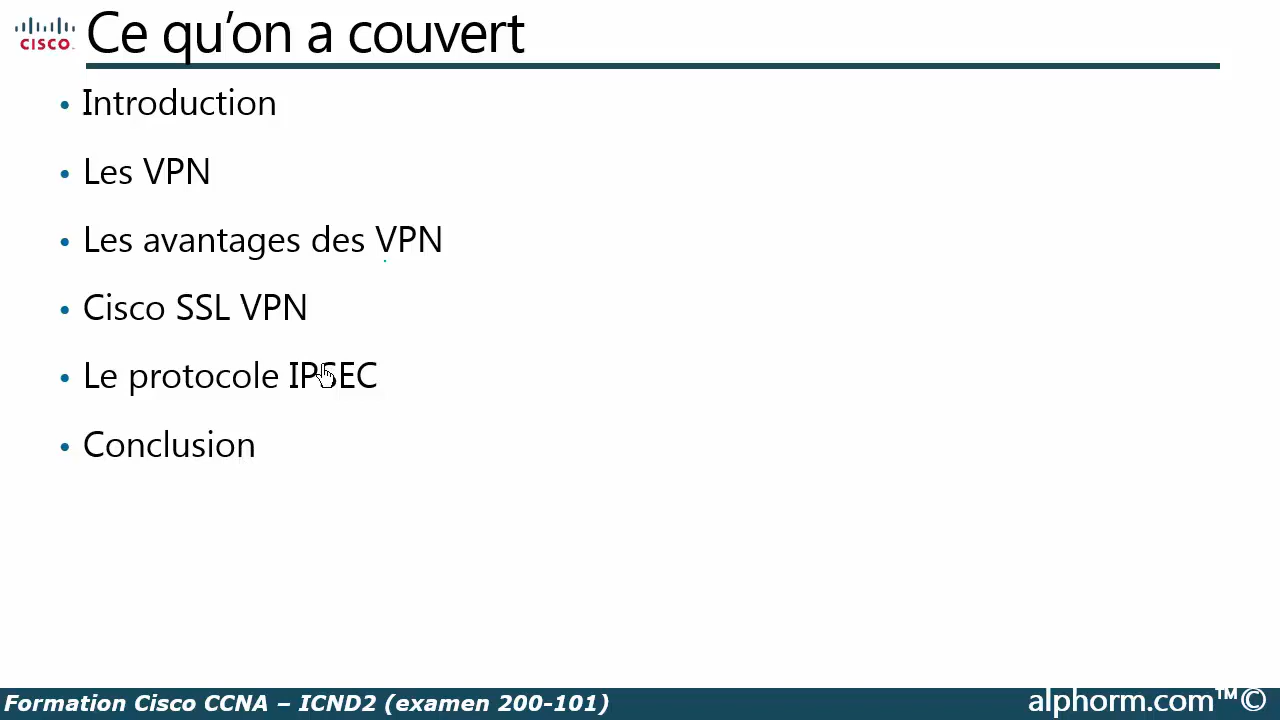 CISCO
Ce qu’on a couvert
• Introduction
• Les VPN
• Les avantages des VPN
• Cisco SSL VPN
• Le protocole IPSEC
• Conclusion
Formation Cisco CCNA – ICND2 (examen 200-101)
alphorm.com™©